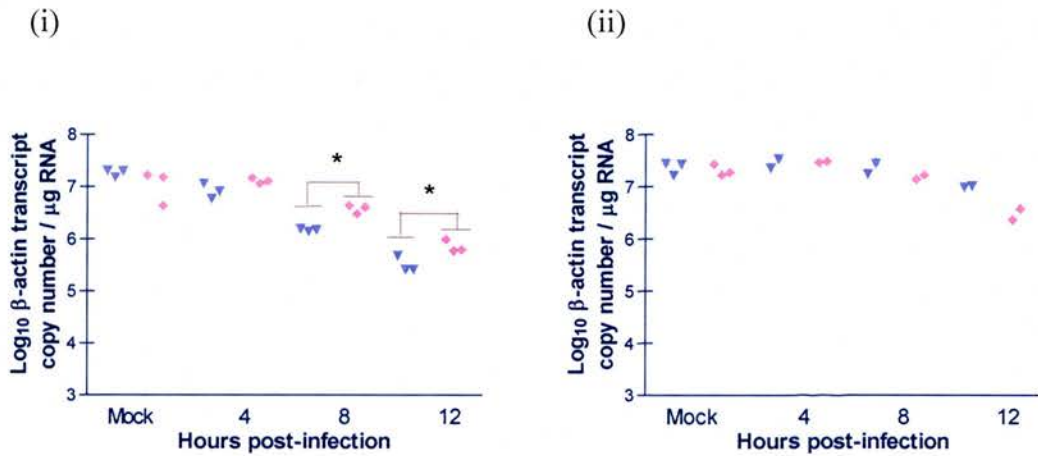 (i)
Log₁₀ β-actin transcript
copy number / μg RNA
8
7
6
5
4
3
*
*
Mock 4 8 12
Hours post-infection
(ii)
Log₁₀ β-actin transcript
copy number / μg RNA
8
7
6
5
4
3
Mock 4 8 12
Hours post-infection